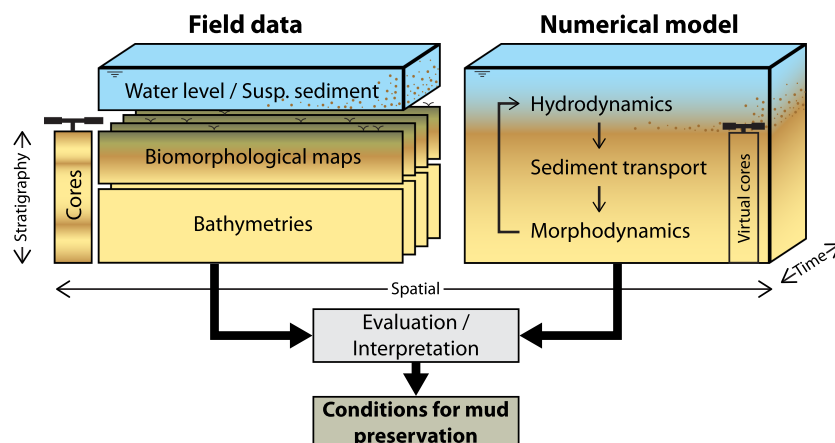 Field data
Numerical model
Water level / Susp. sediment
Biomorphological maps
Bathymetries
Stratigraphy
Cores
Hydrodynamics
Sediment transport
Morphodynamics
Virtual cores
Time
Spatial
Evaluation /
Interpretation
Conditions for mud
preservation